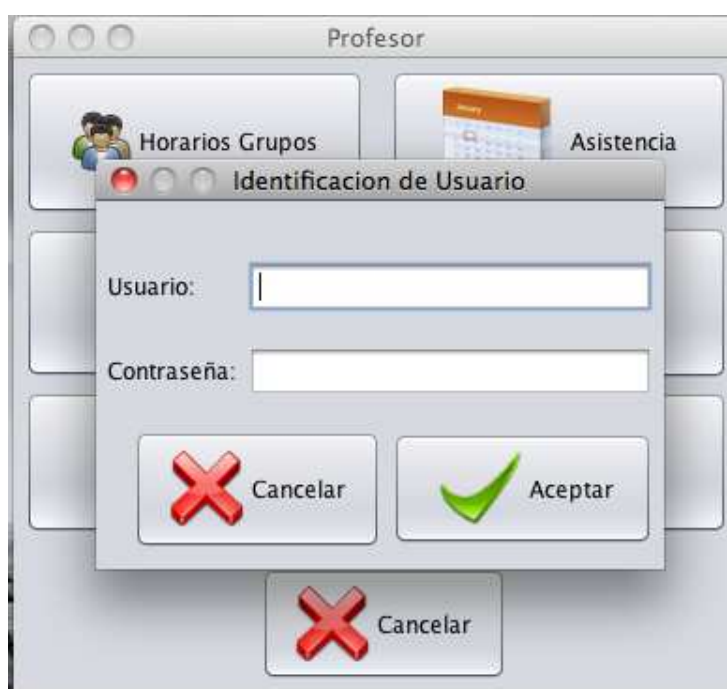 Profesor
Horarios Grupos
Asistencia
Identificacion de Usuario
Usuario:
Contraseña:
Cancelar
Aceptar
Cancelar